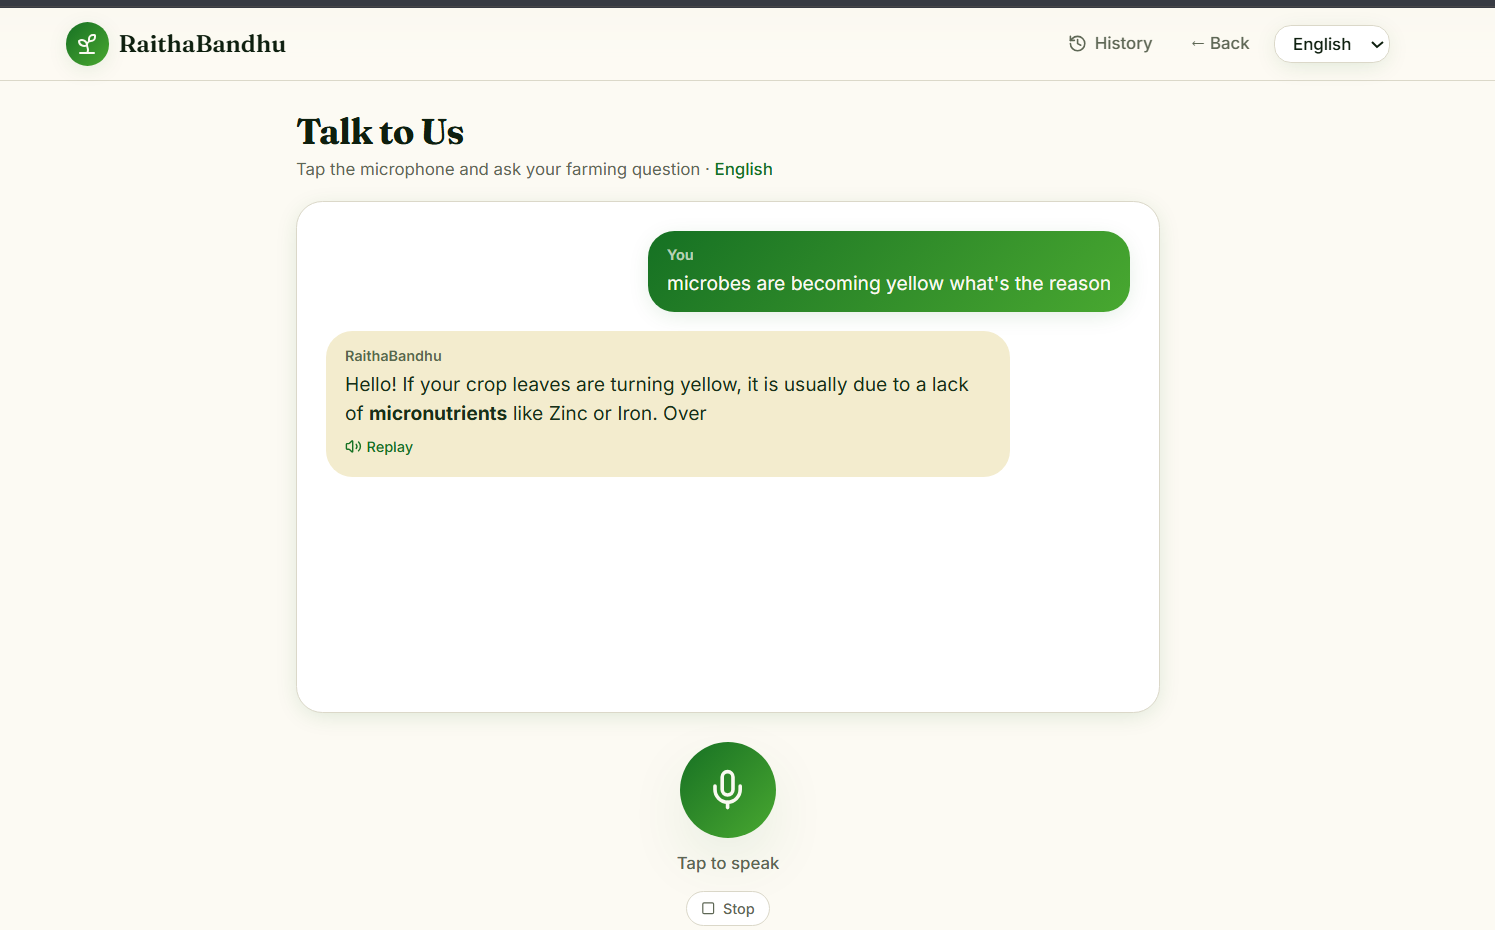 RaithaBandhu
History
← Back
English
Talk to Us
Tap the microphone and ask your farming question · English
You
microbes are becoming yellow what's the reason
RaithaBandhu
Hello! If your crop leaves are turning yellow, it is usually due to a lack
of micronutrients like Zinc or Iron. Over
Replay
Tap to speak
Stop